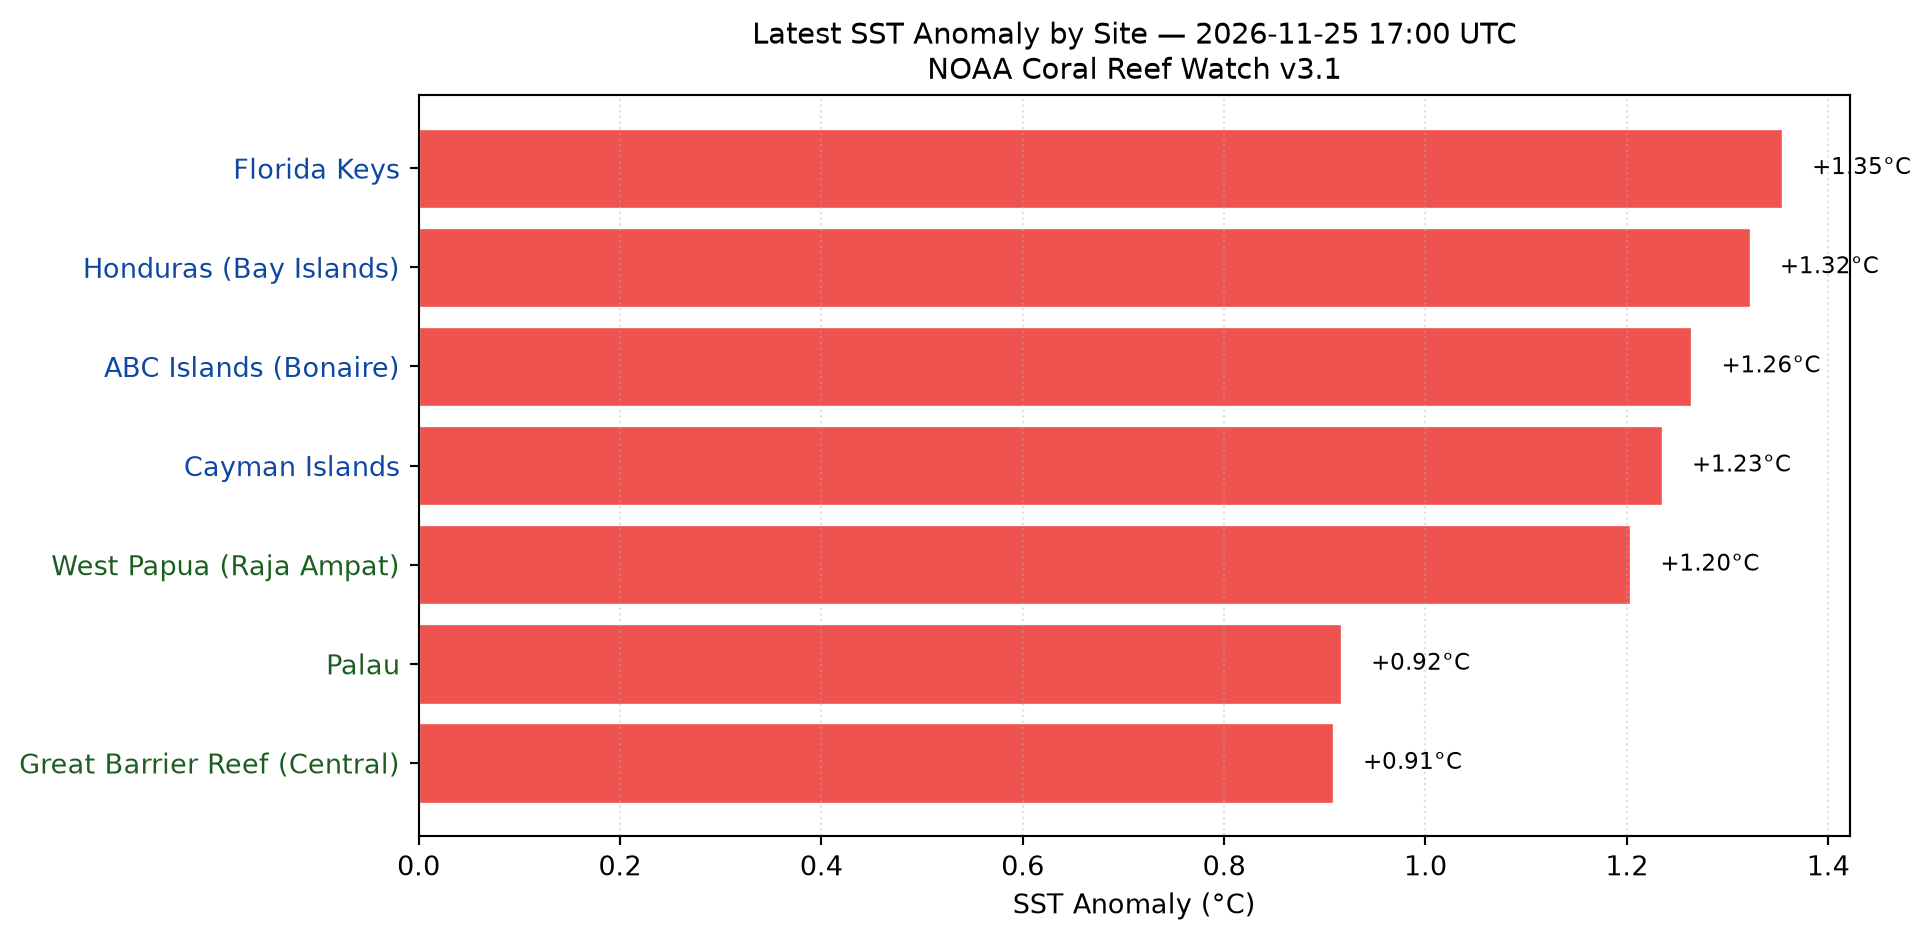 Latest SST Anomaly by Site — 2026-11-25 17:00 UTC
NOAA Coral Reef Watch v3.1
Florida Keys
+1.35°C
Honduras (Bay Islands)
+1.32°C
ABC Islands (Bonaire)
+1.26°C
Cayman Islands
+1.23°C
West Papua (Raja Ampat)
+1.20°C
Palau
+0.92°C
Great Barrier Reef (Central)
+0.91°C
0.0 0.2 0.4 0.6 0.8 1.0 1.2 1.4
SST Anomaly (°C)